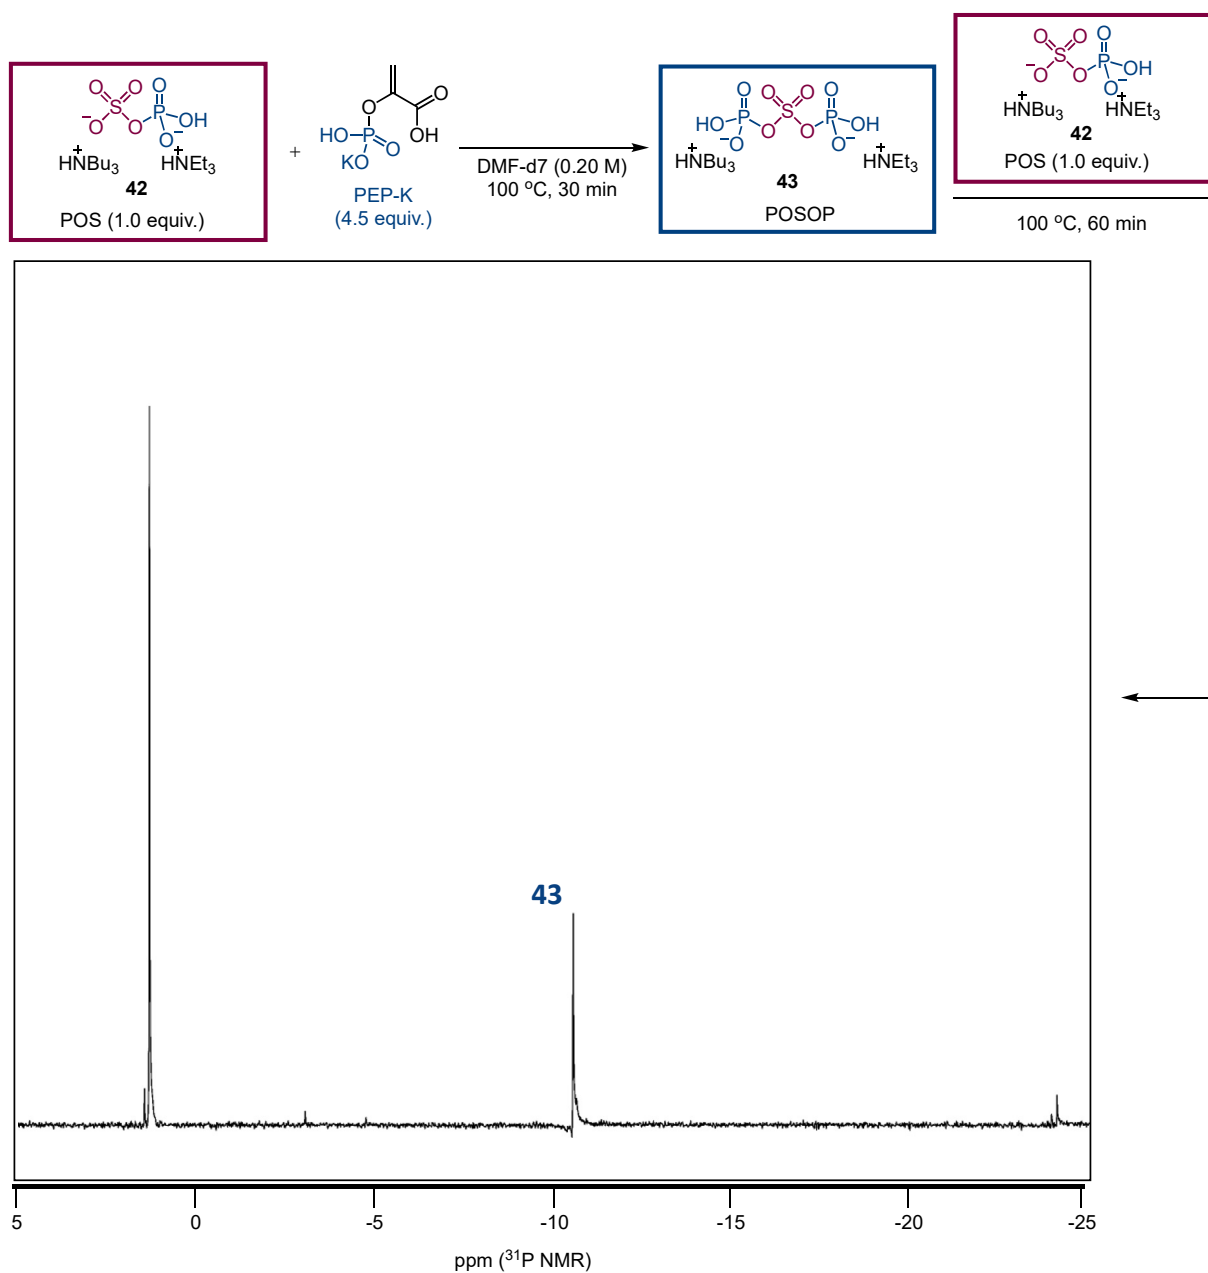 O O O
S P
⁻O O OH
O⁻
HNBu₃⁺ HNEt₃⁺
42
POS (1.0 equiv.)
+
O O
HO P O OH
KO
PEP-K
(4.5 equiv.)
DMF-d7 (0.20 M)
100 °C, 30 min
O O O O
HO P S P OH
⁻O O O O⁻
HNBu₃⁺ HNEt₃⁺
43
POSOP
O O O
S P
⁻O O OH
O⁻
HNBu₃⁺ HNEt₃⁺
42
POS (1.0 equiv.)
100 °C, 60 min
43
5 0 -5 -10 -15 -20 -25
ppm (³¹P NMR)